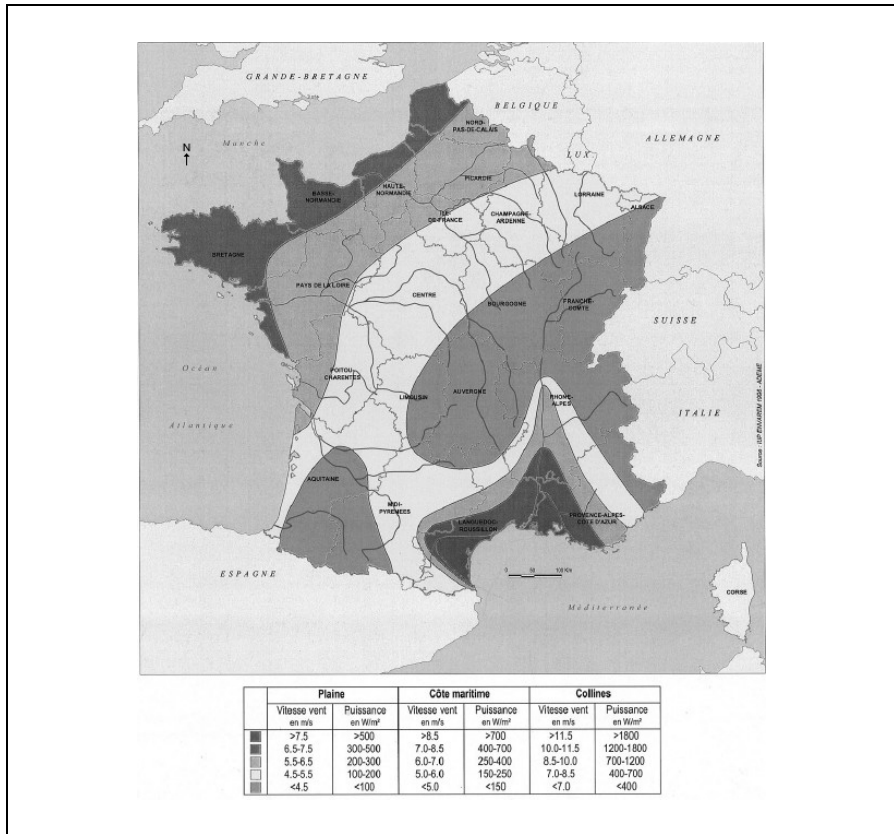 GRANDE-BRETAGNE
BELGIQUE
ALLEMAGNE
NORD-
PAS-DE-CALAIS
Manche
N
LUX
PICARDIE
HAUTE-
NORMANDIE
BASSE-
NORMANDIE
LORRAINE
ILE-
DE-FRANCE
CHAMPAGNE-
ARDENNE
ALSACE
BRETAGNE
PAYS DE LA LOIRE
CENTRE
BOURGOGNE
FRANCHE-
COMTE
SUISSE
Océan
POITOU-
CHARENTES
LIMOUSIN
AUVERGNE
RHONE-
ALPES
ITALIE
Atlantique
AQUITAINE
MIDI-
PYRENEES
LANGUEDOC-
ROUSSILLON
PROVENCE-ALPES-
COTE D'AZUR
0 50 100 Km
ESPAGNE
Méditerranée
CORSE
Plaine Côte maritime Collines
Vitesse vent Puissance Vitesse vent Puissance Vitesse vent Puissance
en m/s en W/m² en m/s en W/m² en m/s en W/m²
>7.5 >500 >8.5 >700 >11.5 >1800
6.5-7.5 300-500 7.0-8.5 400-700 10.0-11.5 1200-1800
5.5-6.5 200-300 6.0-7.0 250-400 8.5-10.0 700-1200
4.5-5.5 100-200 5.0-6.0 150-250 7.0-8.5 400-700
<4.5 <100 <5.0 <150 <7.0 <400